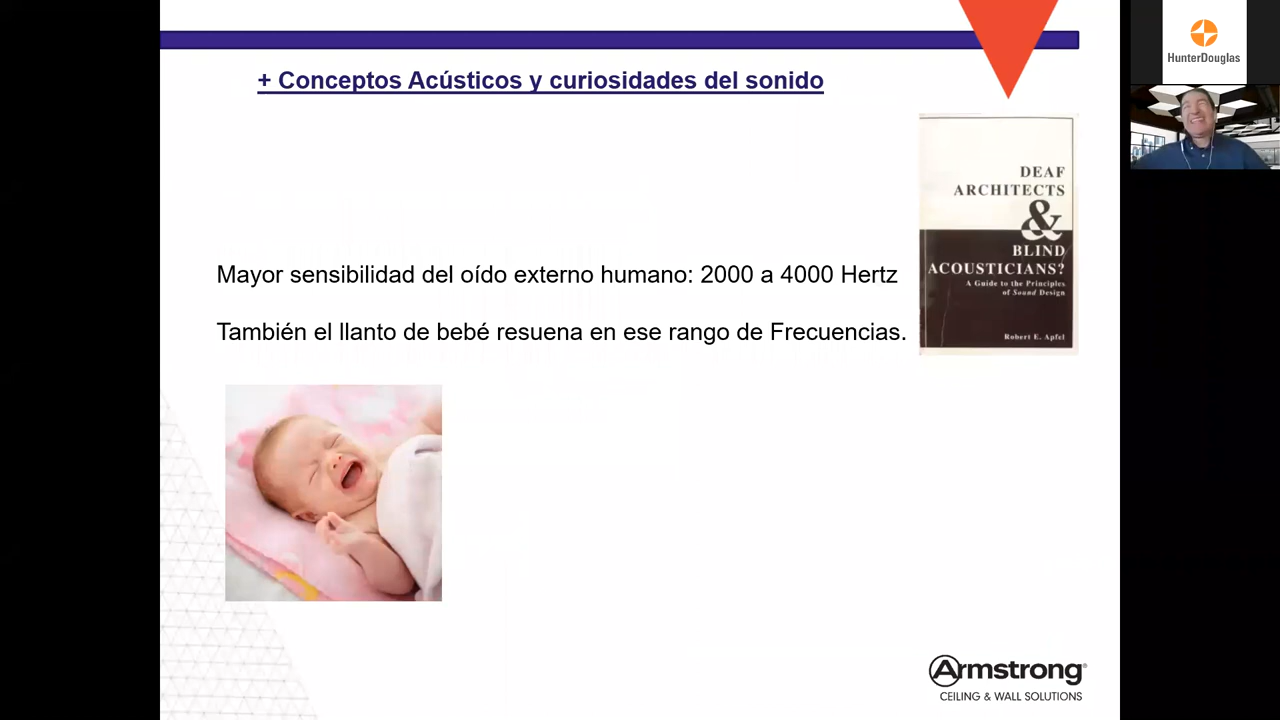 + Conceptos Acústicos y curiosidades del sonido
HunterDouglas
DEAF
ARCHITECTS
&
BLIND
ACOUSTICIANS?
A Guide to the Principles
of Sound Design
Robert E. Apfel
Mayor sensibilidad del oído externo humano: 2000 a 4000 Hertz
También el llanto de bebé resuena en ese rango de Frecuencias.
Armstrong®
CEILING & WALL SOLUTIONS